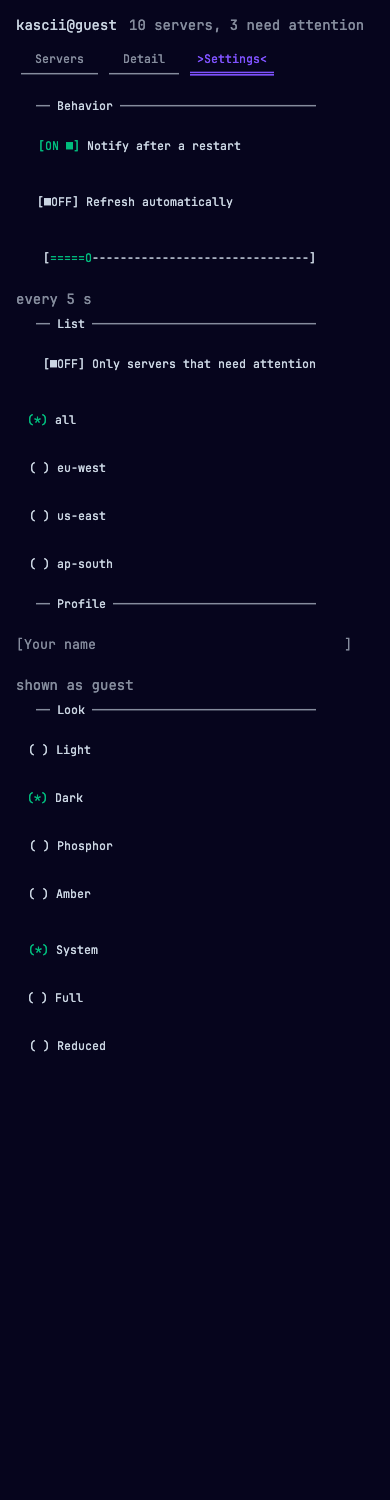 kascii@guest 10 servers, 3 need attention
Servers Detail >Settings<
── Behavior ────────────────────────────
[ON ■] Notify after a restart
[■OFF] Refresh automatically
[=====O-------------------------------]
every 5 s
── List ────────────────────────────────
[■OFF] Only servers that need attention
(*) all
( ) eu-west
( ) us-east
( ) ap-south
── Profile ─────────────────────────────
[Your name ]
shown as guest
── Look ────────────────────────────────
( ) Light
(*) Dark
( ) Phosphor
( ) Amber
(*) System
( ) Full
( ) Reduced